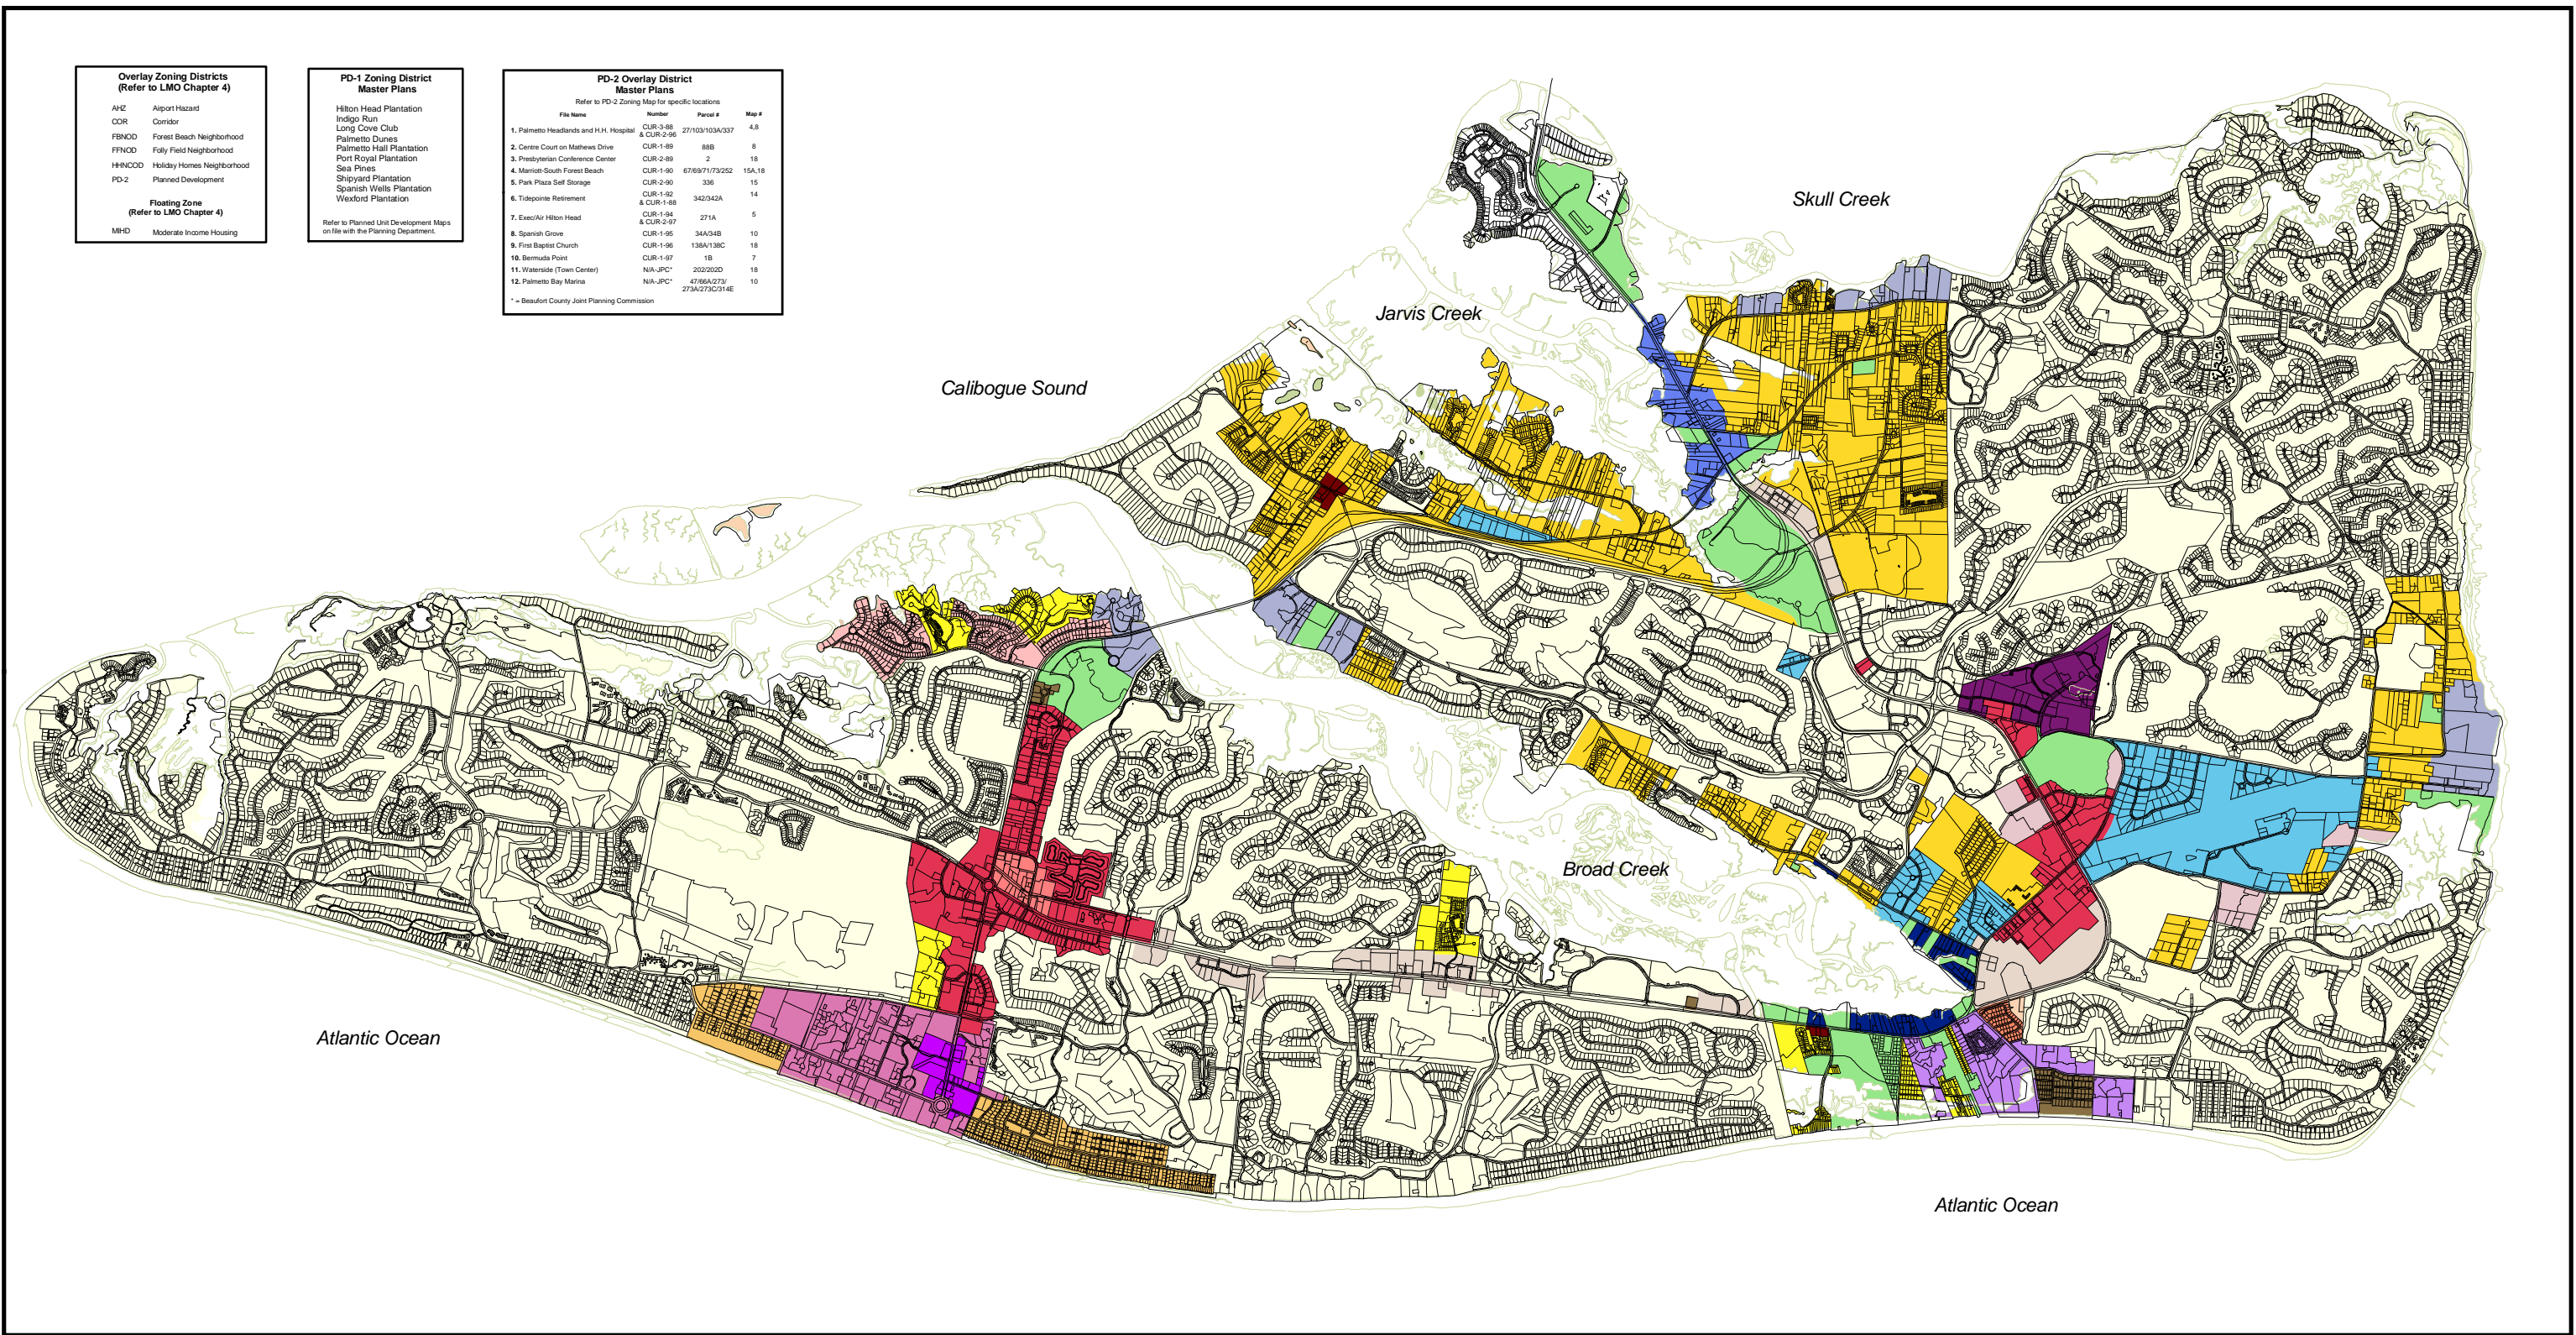 Overlay Zoning Districts
(Refer to LMO Chapter 4)
AHZ Airport Hazard
COR Corridor
FBNOD Forest Beach Neighborhood
FFNOD Folly Field Neighborhood
HHNCOD Holiday Homes Neighborhood
PD-2 Planned Development
Floating Zone
(Refer to LMO Chapter 4)
MIHD Moderate Income Housing
PD-1 Zoning District
Master Plans
Hilton Head Plantation
Indigo Run
Long Cove Club
Palmetto Dunes
Palmetto Hall Plantation
Port Royal Plantation
Sea Pines
Shipyard Plantation
Spanish Wells Plantation
Wexford Plantation
Refer to Planned Unit Development Maps
on file with the Planning Department.
PD-2 Overlay District
Master Plans
Refer to PD-2 Zoning Map for specific locations
File Name Number Parcel # Map #
1. Palmetto Headlands and H.H. Hospital CUR-3-88 & CUR-2-96 27/103/103A/337 4,8
2. Centre Court on Mathews Drive CUR-1-89 88B 8
3. Presbyterian Conference Center CUR-2-89 2 18
4. Marriott-South Forest Beach CUR-1-90 67/69/71/73/252 15A,18
5. Park Plaza Self Storage CUR-2-90 336 15
6. Tidepointe Retirement CUR-1-92 & CUR-1-88 342/342A 14
7. Exec/Air Hilton Head CUR-1-94 & CUR-2-97 271A 5
8. Spanish Grove CUR-1-95 34A/34B 10
9. First Baptist Church CUR-1-96 138A/138C 18
10. Bermuda Point CUR-1-97 1B 7
11. Waterside (Town Center) N/A-JPC* 202/202D 18
12. Palmetto Bay Marina N/A-JPC* 47/66A/273/ 273A/273C/314E 10
* = Beaufort County Joint Planning Commission
Skull Creek
Jarvis Creek
Calibogue Sound
Broad Creek
Atlantic Ocean
Atlantic Ocean